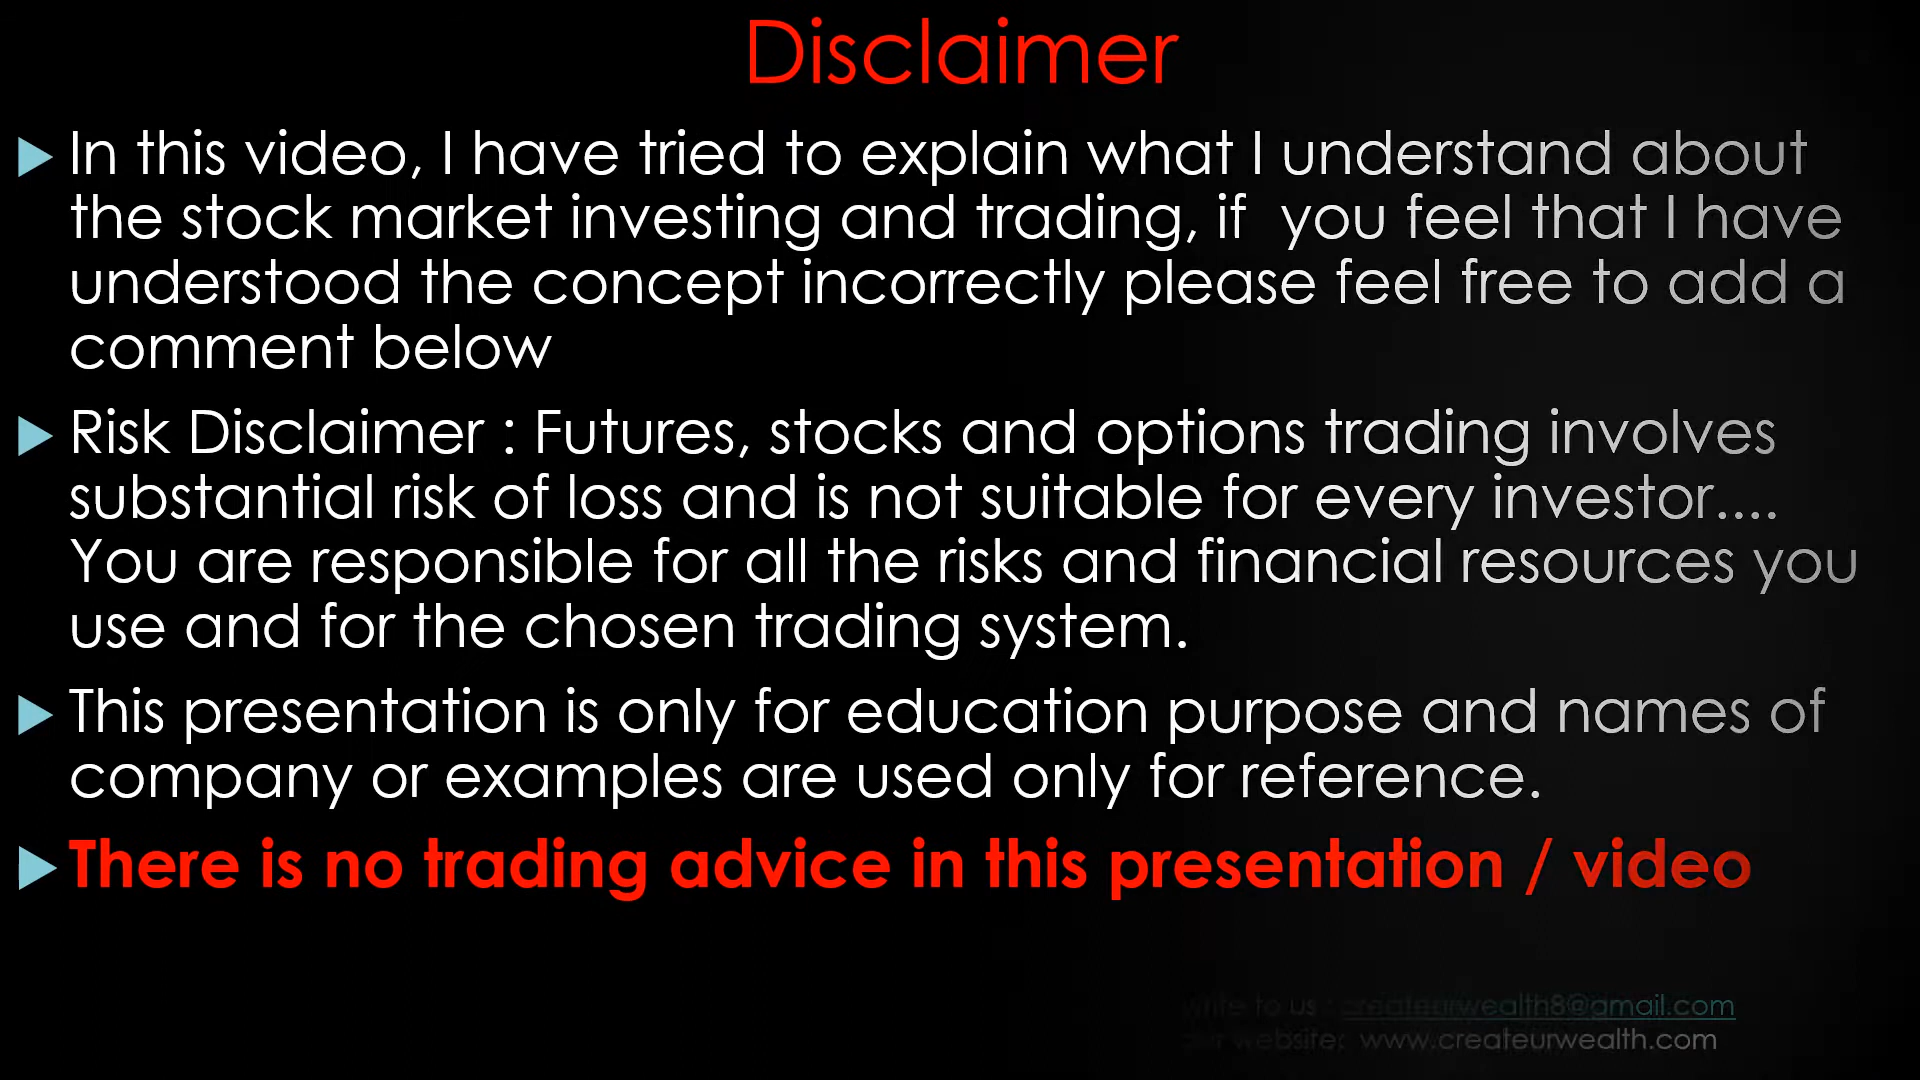 Disclaimer
In this video, I have tried to explain what I understand about
the stock market investing and trading, if  you feel that I have
understood the concept incorrectly please feel free to add a
comment below
Risk Disclaimer : Futures, stocks and options trading involves
substantial risk of loss and is not suitable for every investor....
You are responsible for all the risks and financial resources you
use and for the chosen trading system.
This presentation is only for education purpose and names of
company or examples are used only for reference.
There is no trading advice in this presentation / video
write to us : createurwealth8@gmail.com
our website: www.createurwealth.com